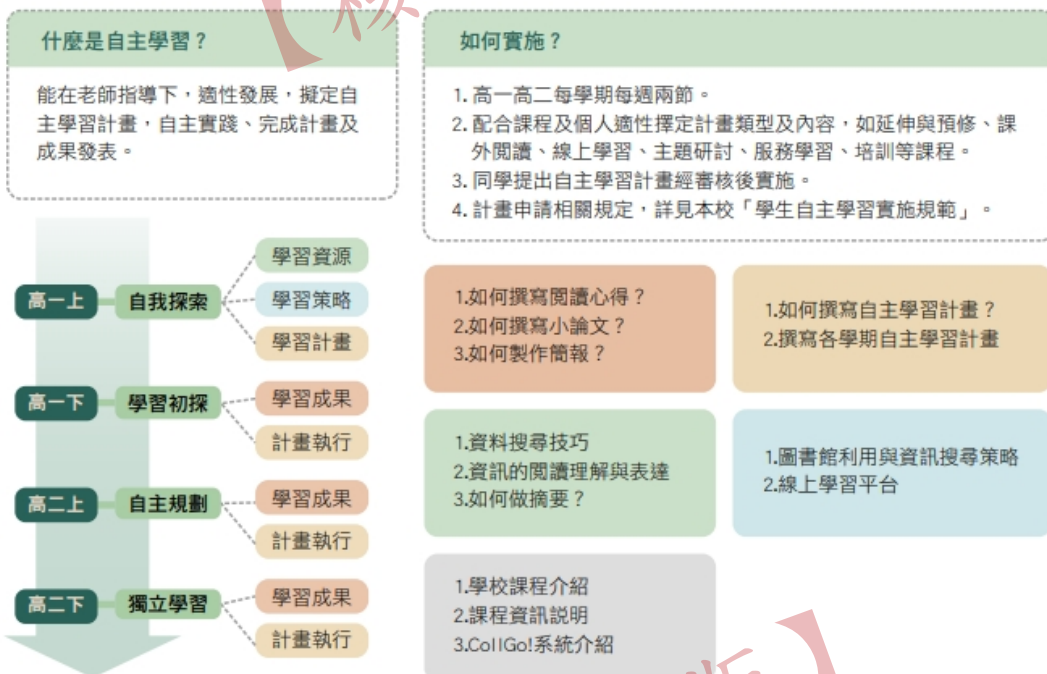 什麼是自主學習?
能在老師指導下,適性發展,擬定自
主學習計畫,自主實踐、完成計畫及
成果發表。
如何實施?
1. 高一高二每學期每週兩節。
2. 配合課程及個人適性擇定計畫類型及內容,如延伸與預修、課
外閱讀、線上學習、主題研討、服務學習、培訓等課程。
3. 同學提出自主學習計畫經審核後實施。
4. 計畫申請相關規定,詳見本校「學生自主學習實施規範」。
高一上
自我探索
學習資源
學習策略
學習計畫
高一下
學習初探
學習成果
計畫執行
高二上
自主規劃
學習成果
計畫執行
高二下
獨立學習
學習成果
計畫執行
1.如何撰寫閱讀心得?
2.如何撰寫小論文?
3.如何製作簡報?
1.如何撰寫自主學習計畫?
2.撰寫各學期自主學習計畫
1.資料搜尋技巧
2.資訊的閱讀理解與表達
3.如何做摘要?
1.圖書館利用與資訊搜尋策略
2.線上學習平台
1.學校課程介紹
2.課程資訊說明
3.CollGo!系統介紹